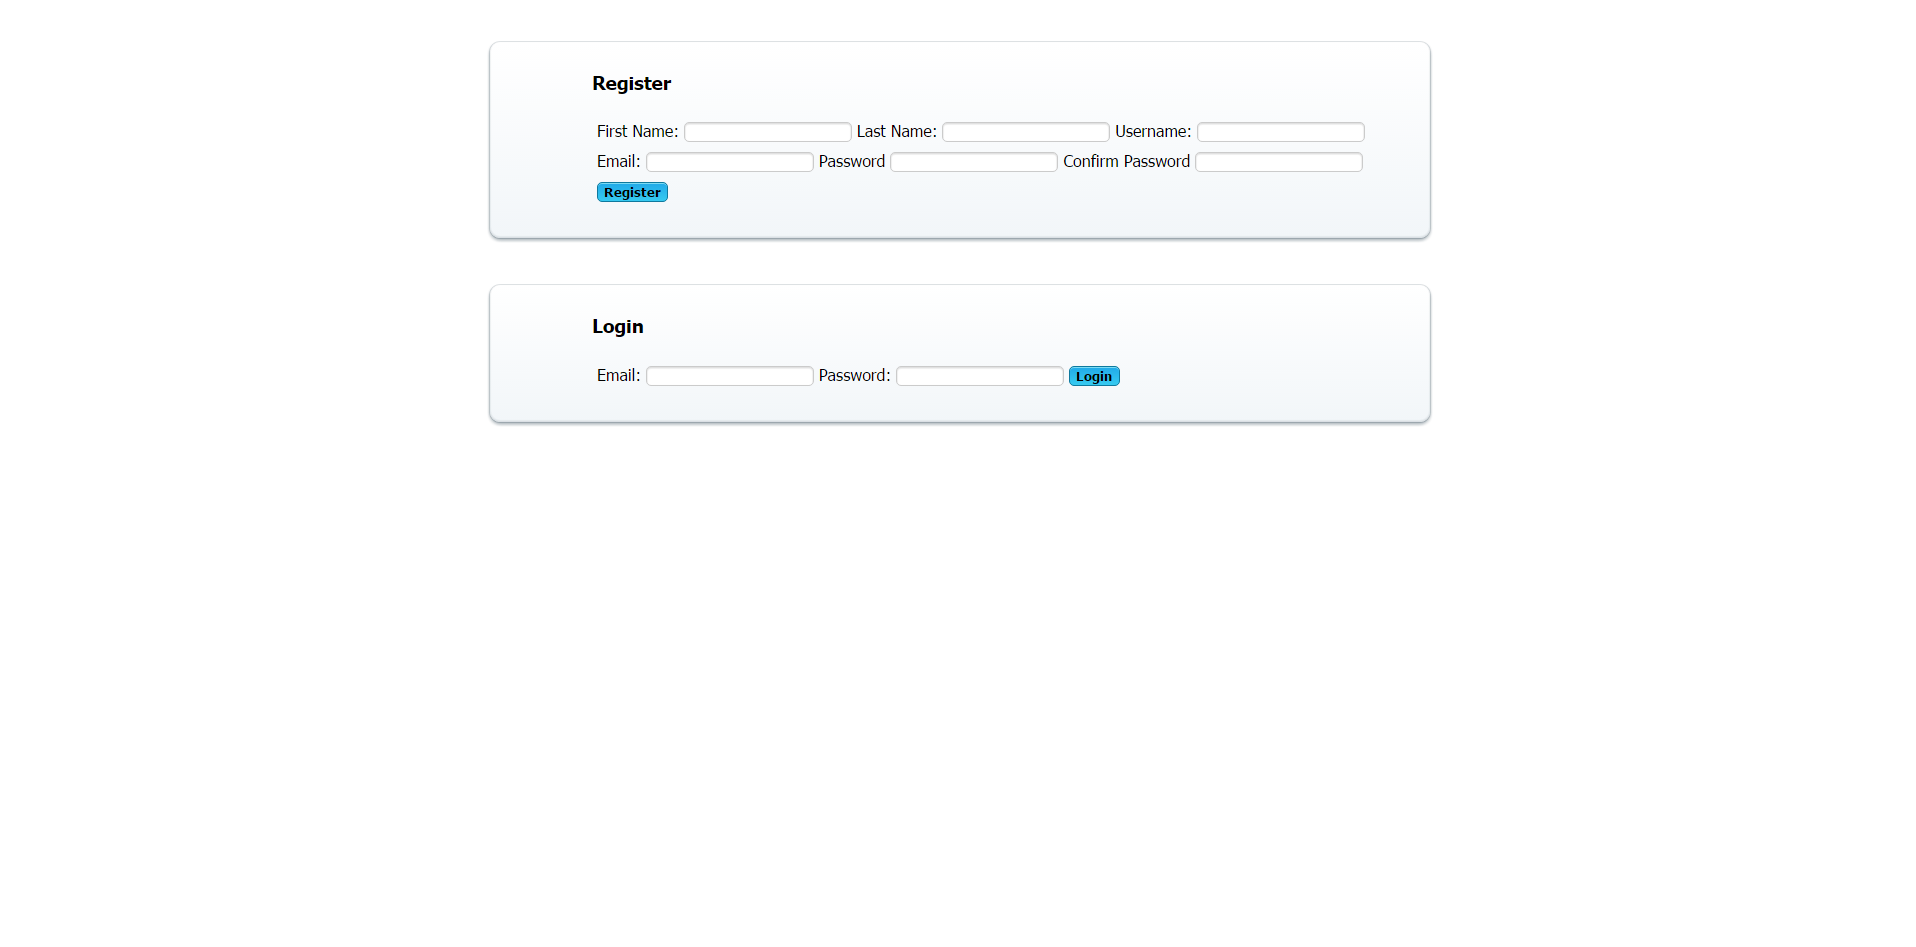 Register
First Name: Last Name: Username:
Email: Password Confirm Password
Register
Login
Email: Password: Login